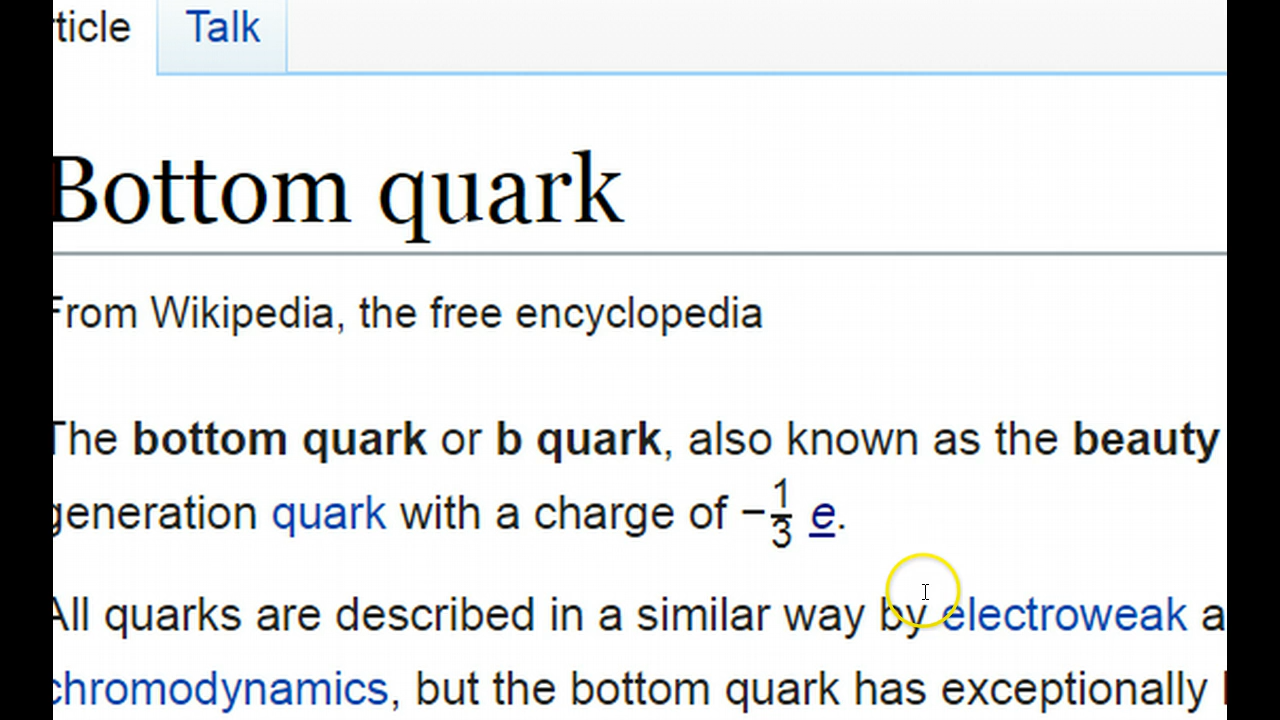 ticle Talk
Bottom quark
From Wikipedia, the free encyclopedia
The bottom quark or b quark, also known as the beauty
generation quark with a charge of −1/3 e.
All quarks are described in a similar way by electroweak a
chromodynamics, but the bottom quark has exceptionally